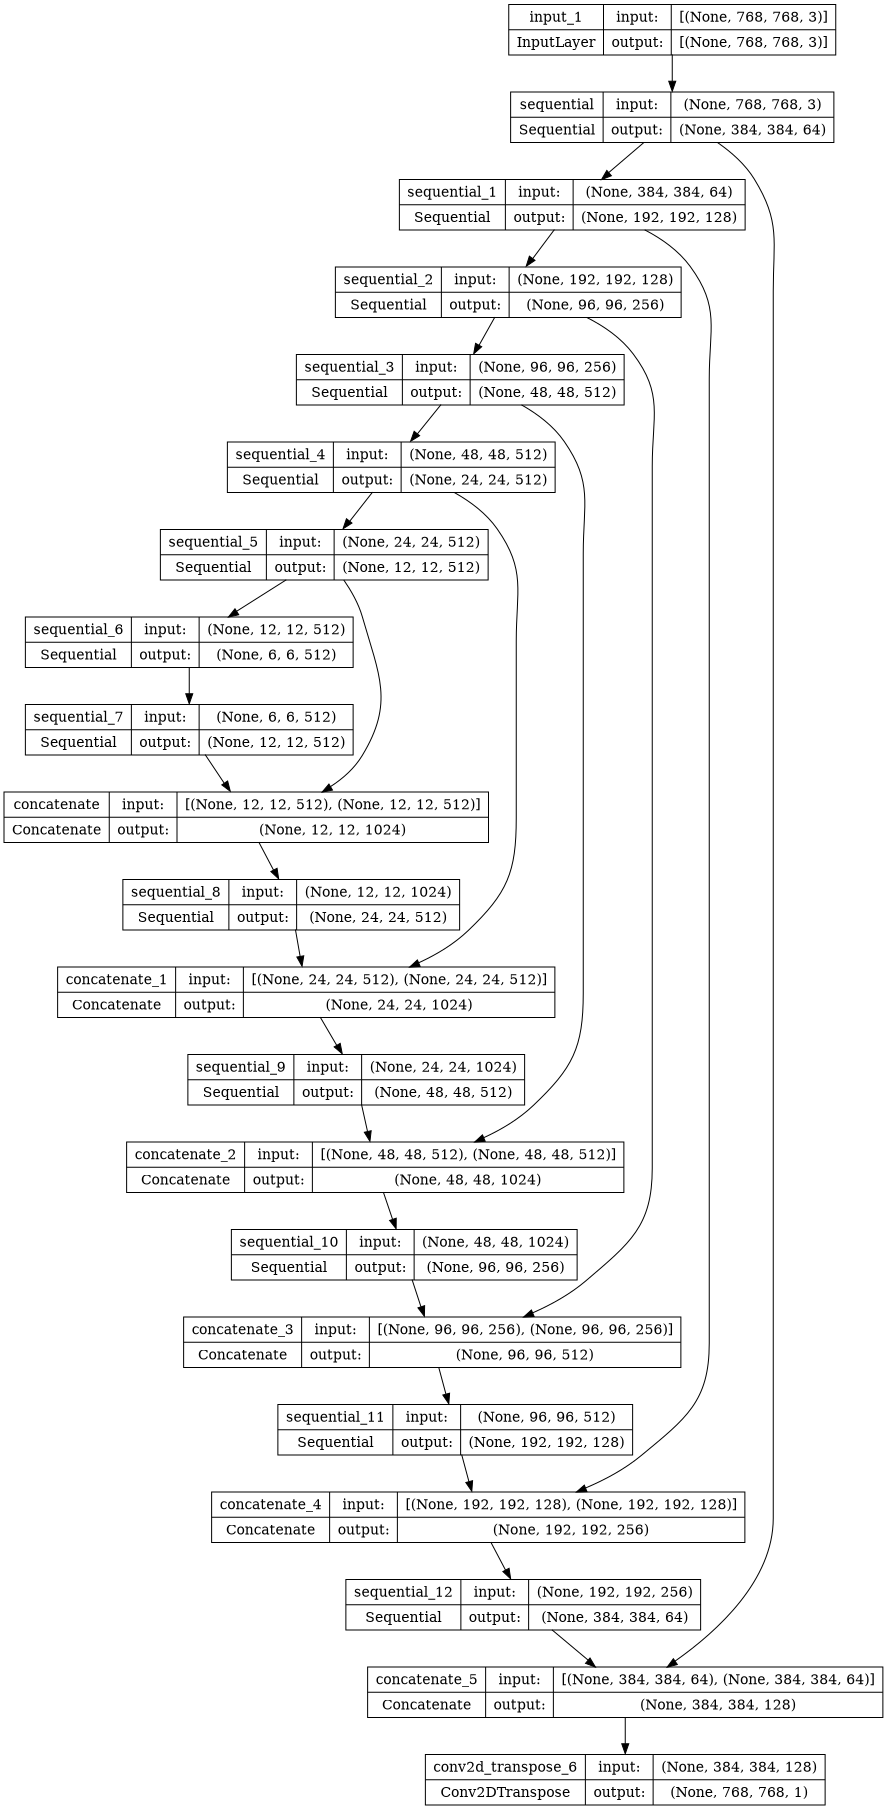 input_1 input: [(None, 768, 768, 3)]
InputLayer output: [(None, 768, 768, 3)]
sequential input: (None, 768, 768, 3)
Sequential output: (None, 384, 384, 64)
sequential_1 input: (None, 384, 384, 64)
Sequential output: (None, 192, 192, 128)
sequential_2 input: (None, 192, 192, 128)
Sequential output: (None, 96, 96, 256)
sequential_3 input: (None, 96, 96, 256)
Sequential output: (None, 48, 48, 512)
sequential_4 input: (None, 48, 48, 512)
Sequential output: (None, 24, 24, 512)
sequential_5 input: (None, 24, 24, 512)
Sequential output: (None, 12, 12, 512)
sequential_6 input: (None, 12, 12, 512)
Sequential output: (None, 6, 6, 512)
sequential_7 input: (None, 6, 6, 512)
Sequential output: (None, 12, 12, 512)
concatenate input: [(None, 12, 12, 512), (None, 12, 12, 512)]
Concatenate output: (None, 12, 12, 1024)
sequential_8 input: (None, 12, 12, 1024)
Sequential output: (None, 24, 24, 512)
concatenate_1 input: [(None, 24, 24, 512), (None, 24, 24, 512)]
Concatenate output: (None, 24, 24, 1024)
sequential_9 input: (None, 24, 24, 1024)
Sequential output: (None, 48, 48, 512)
concatenate_2 input: [(None, 48, 48, 512), (None, 48, 48, 512)]
Concatenate output: (None, 48, 48, 1024)
sequential_10 input: (None, 48, 48, 1024)
Sequential output: (None, 96, 96, 256)
concatenate_3 input: [(None, 96, 96, 256), (None, 96, 96, 256)]
Concatenate output: (None, 96, 96, 512)
sequential_11 input: (None, 96, 96, 512)
Sequential output: (None, 192, 192, 128)
concatenate_4 input: [(None, 192, 192, 128), (None, 192, 192, 128)]
Concatenate output: (None, 192, 192, 256)
sequential_12 input: (None, 192, 192, 256)
Sequential output: (None, 384, 384, 64)
concatenate_5 input: [(None, 384, 384, 64), (None, 384, 384, 64)]
Concatenate output: (None, 384, 384, 128)
conv2d_transpose_6 input: (None, 384, 384, 128)
Conv2DTranspose output: (None, 768, 768, 1)